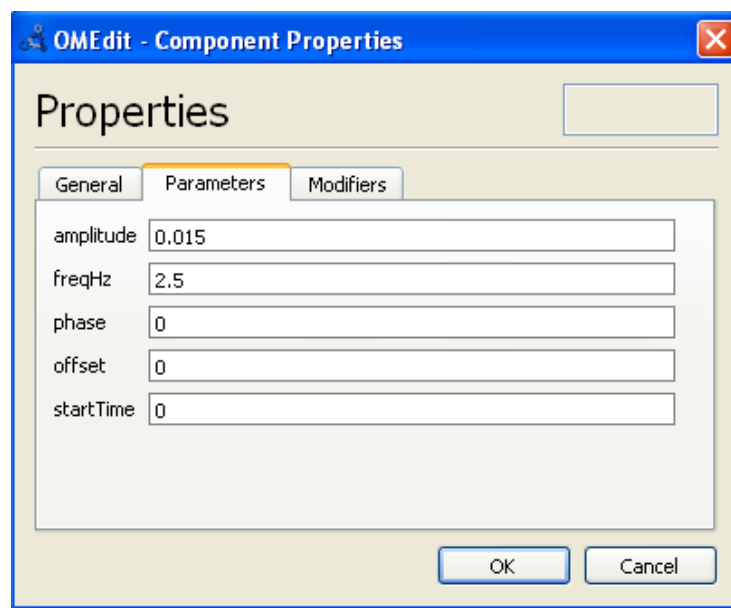 OMEdit - Component Properties
Properties
General Parameters Modifiers
amplitude 0.015
freqHz 2.5
phase 0
offset 0
startTime 0
OK Cancel